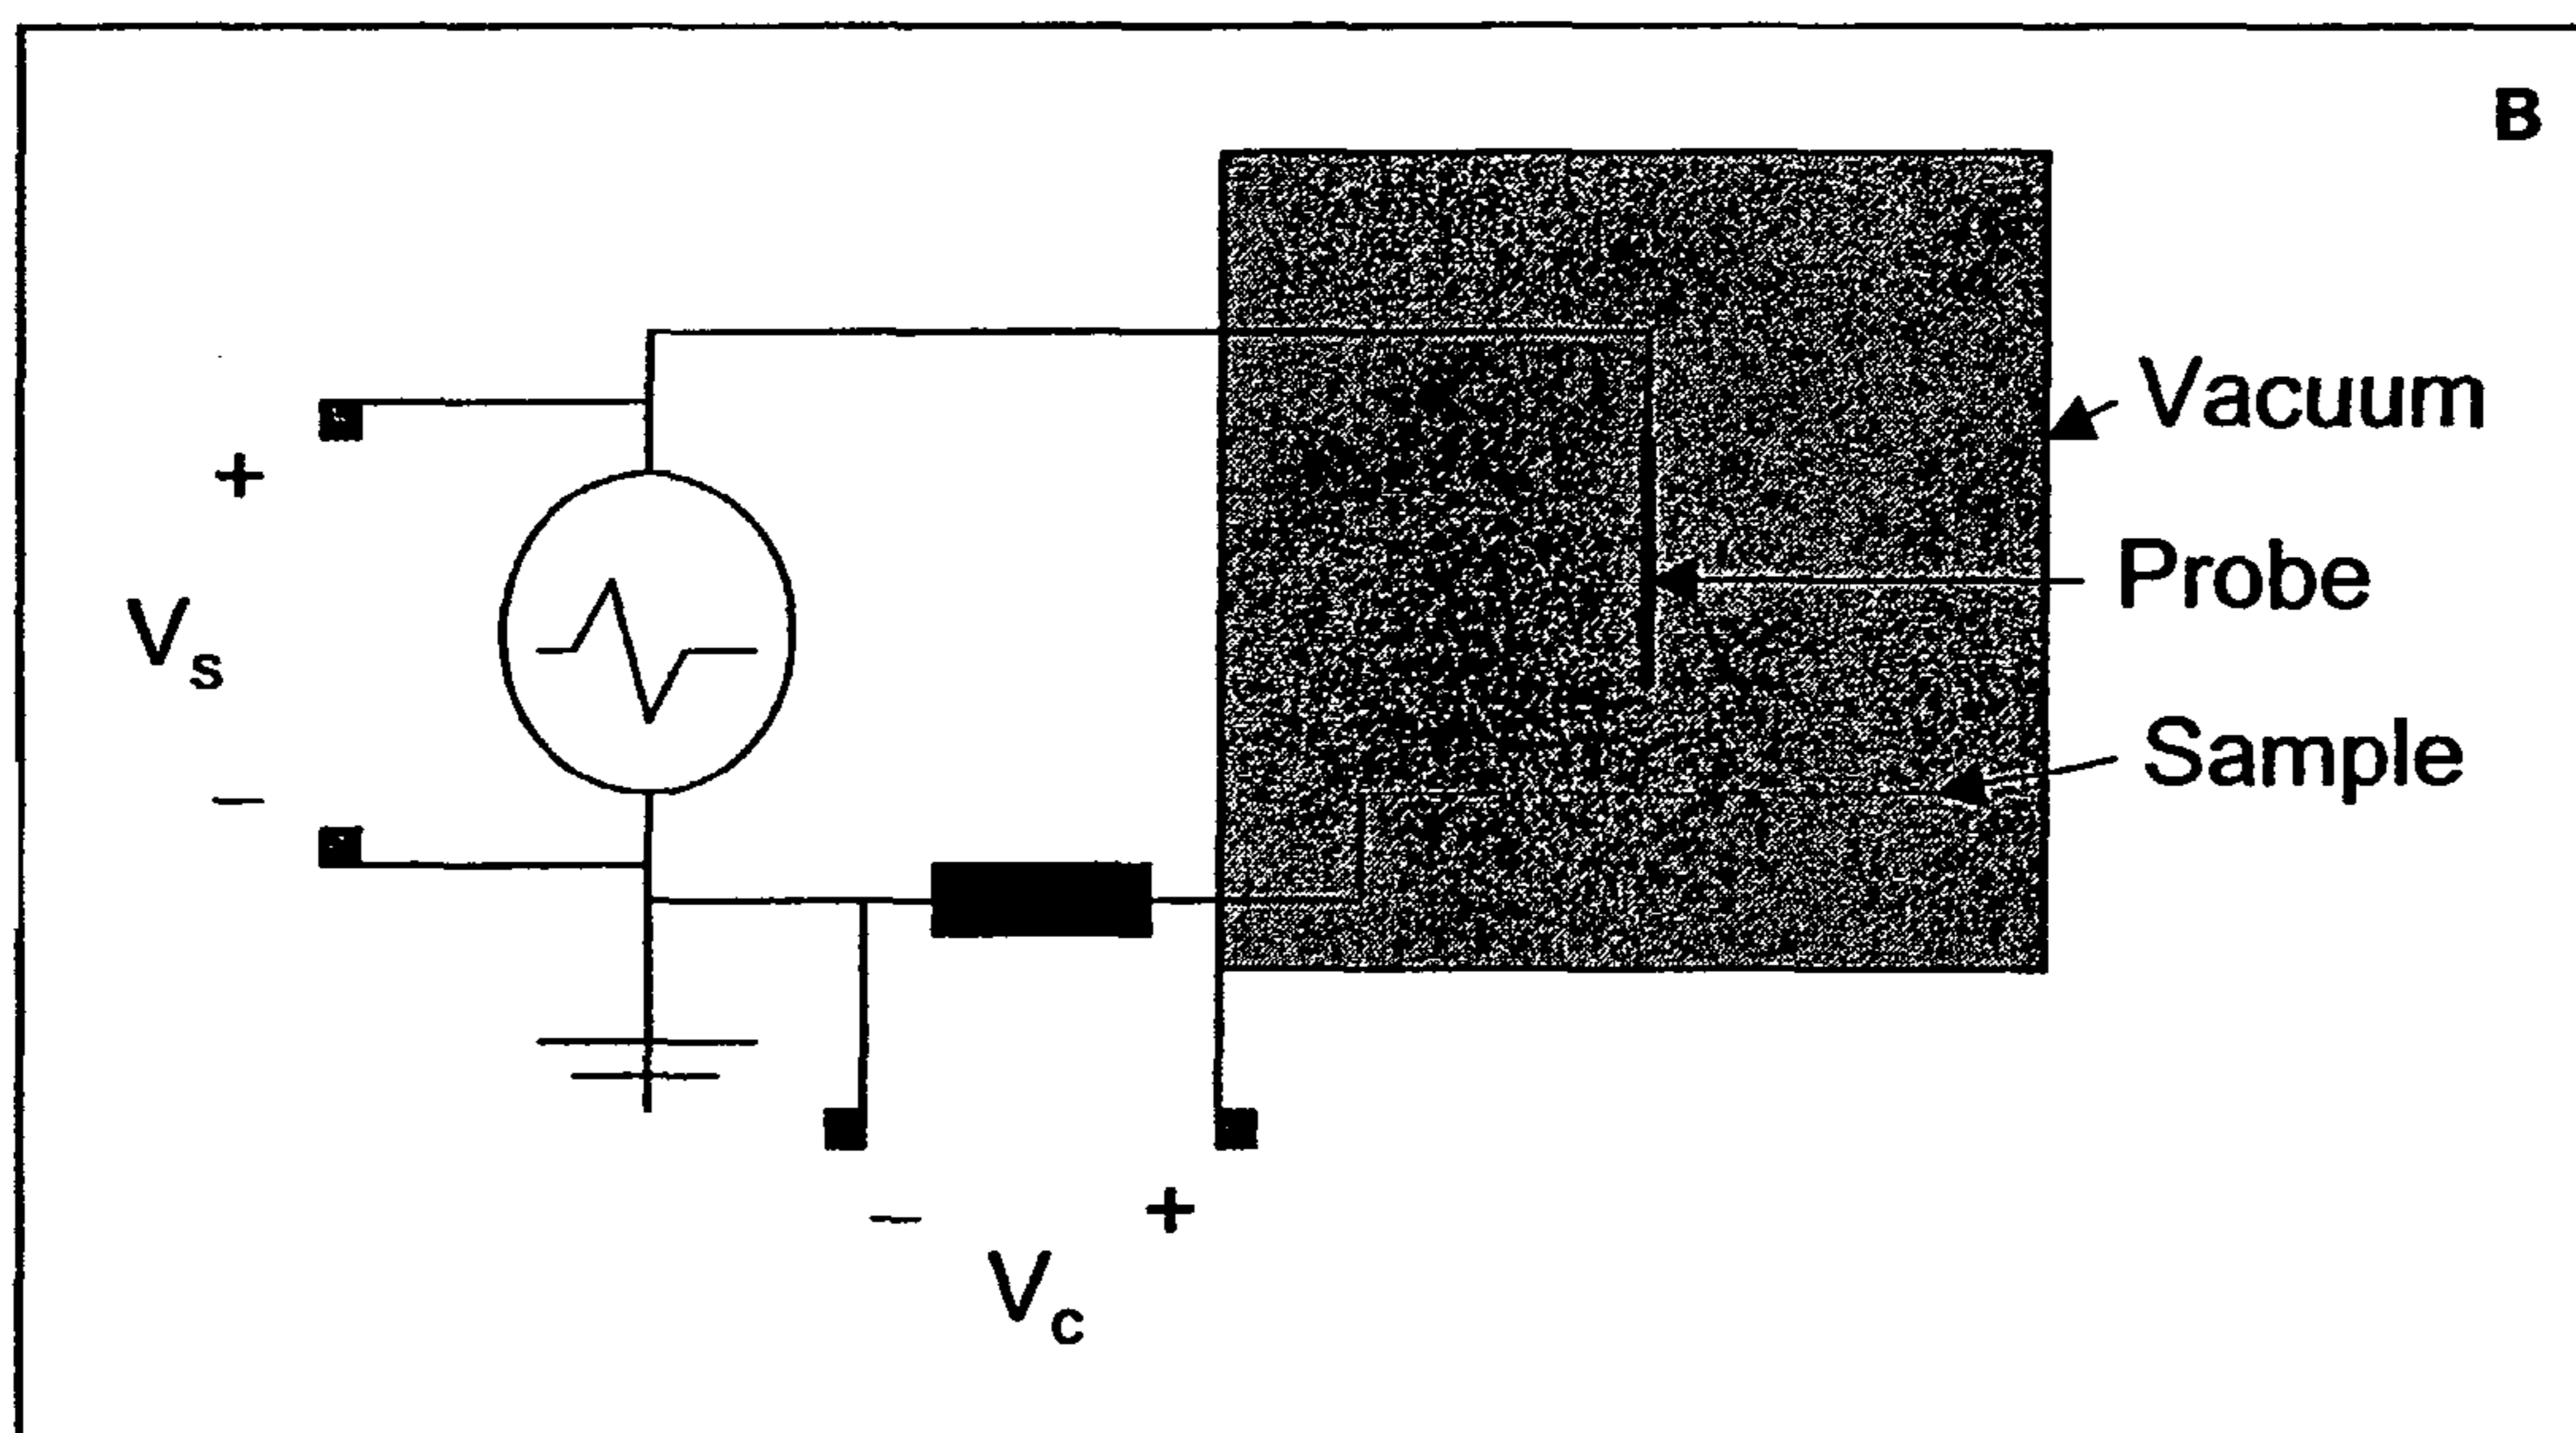 B
Vacuum
+
Probe
Vs
Sample
−
− +
Vc